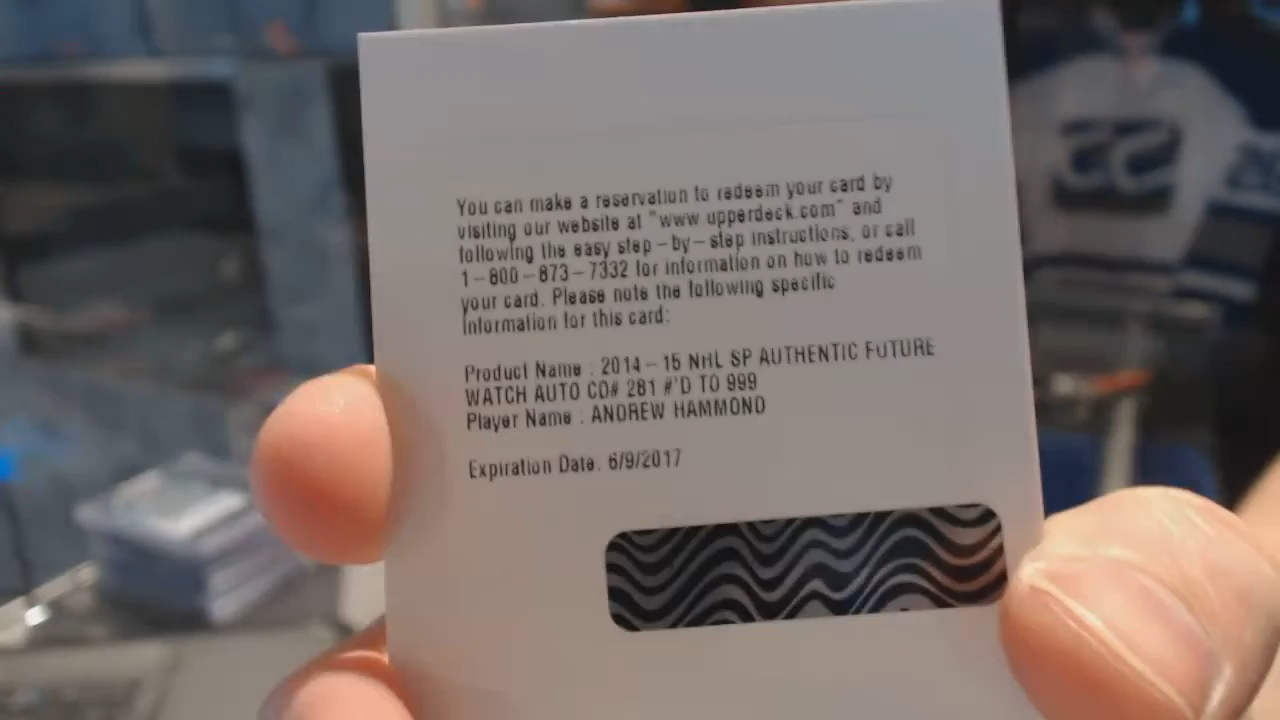 You can make a reservation to redeem your card by
visiting our website at "www upperdeck.com" and
following the easy step-by-step instructions, or call
1-800-873-7332 for information on how to redeem
your card. Please note the following specific
information for this card:
Product Name : 2014-15 NHL SP AUTHENTIC FUTURE
WATCH AUTO CD# 281 #'D TO 999
Player Name : ANDREW HAMMOND
Expiration Date. 6/9/2017
55